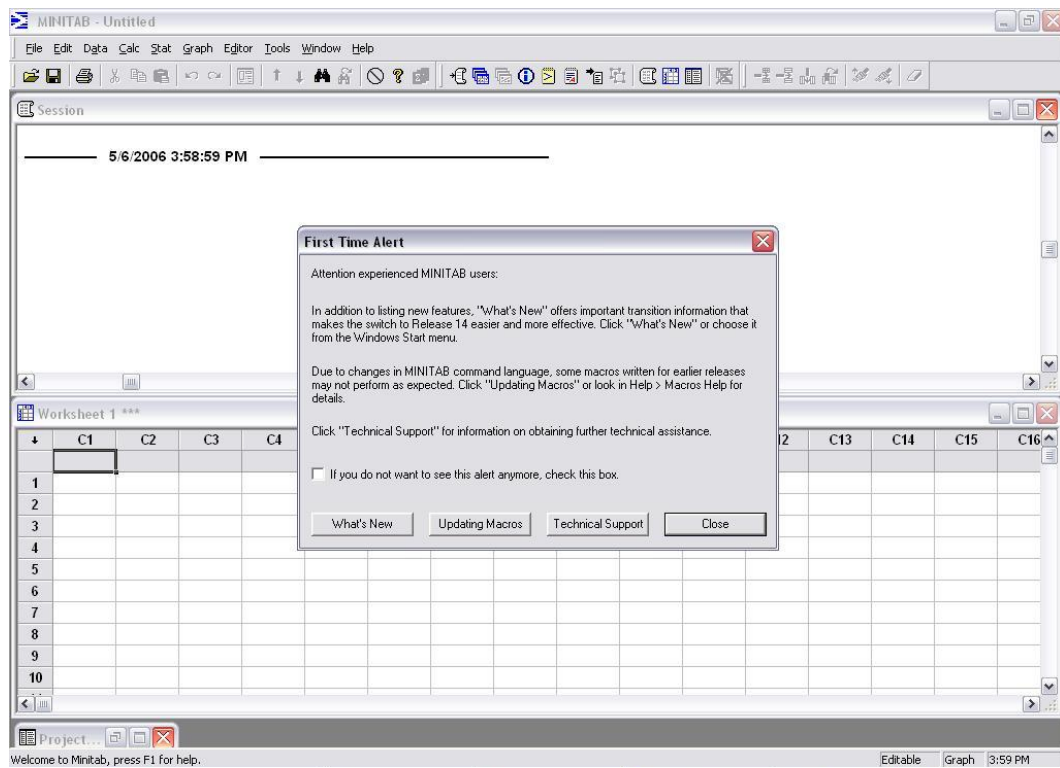 MINITAB - Untitled
File Edit Data Calc Stat Graph Editor Tools Window Help
Session
5/6/2006 3:58:59 PM
First Time Alert
Attention experienced MINITAB users:
In addition to listing new features, "What's New" offers important transition information that
makes the switch to Release 14 easier and more effective. Click "What's New" or choose it
from the Windows Start menu.
Due to changes in MINITAB command language, some macros written for earlier releases
may not perform as expected. Click "Updating Macros" or look in Help > Macros Help for
details.
Click "Technical Support" for information on obtaining further technical assistance.
If you do not want to see this alert anymore, check this box.
What's New Updating Macros Technical Support Close
Worksheet 1 ***
C1 C2 C3 C4 C13 C14 C15 C16
1
2
3
4
5
6
7
8
9
10
Project...
Welcome to Minitab, press F1 for help. Editable Graph 3:59 PM